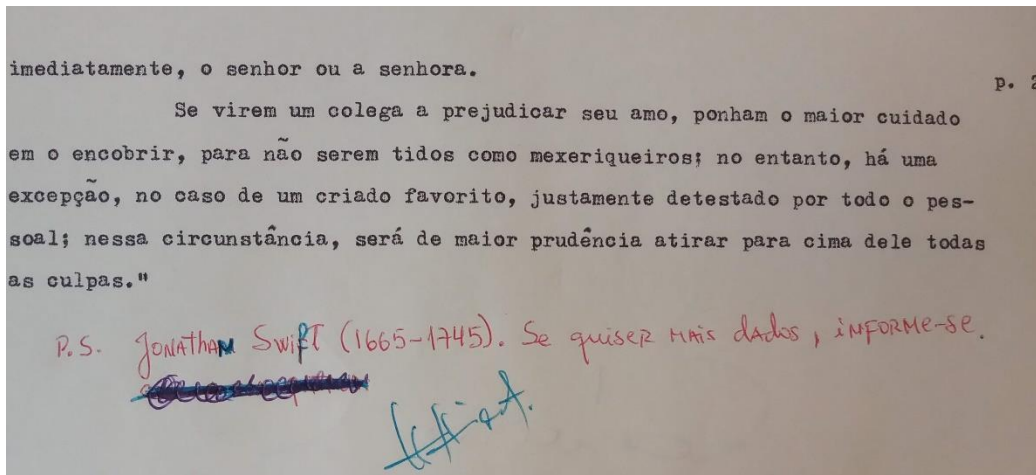 imediatamente, o senhor ou a senhora.
p. 2
Se virem um colega a prejudicar seu amo, ponham o maior cuidado
em o encobrir, para não serem tidos como mexeriqueiros; no entanto, há uma
excepção, no caso de um criado favorito, justamente detestado por todo o pes-
soal; nessa circunstância, será de maior prudência atirar para cima dele todas
as culpas."
P.S. Jonathan Swift (1665-1745). Se quiser mais dados, informe-se.